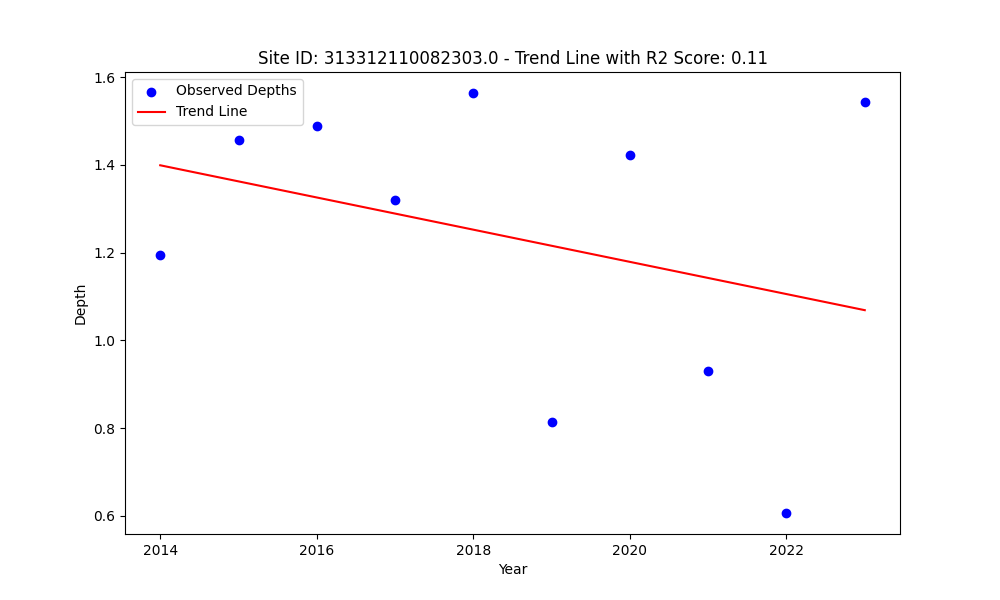 Site ID: 313312110082303.0 - Trend Line with R2 Score: 0.11
Observed Depths
Trend Line
1.6
1.4
1.2
1.0
0.8
0.6
Depth
2014
2016
2018
2020
2022
Year